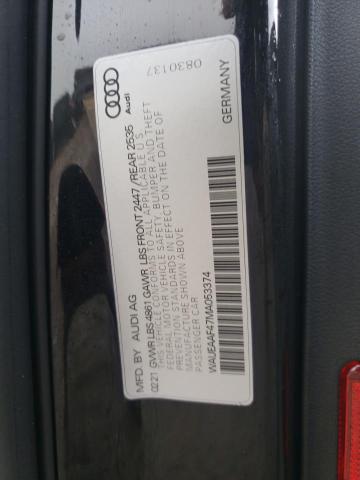 MFD. BY AUDI AG
0221 GVWR LBS 4861 GAWR LBS FRONT 2447 / REAR 2535
THIS VEHICLE CONFORMS TO ALL APPLICABLE U.S.
FEDERAL MOTOR VEHICLE SAFETY, BUMPER, AND THEFT
PREVENTION STANDARDS IN EFFECT ON THE DATE OF
MANUFACTURE SHOWN ABOVE.
PASSENGER CAR
WAUEAAF47MA053374
GERMANY
Audi
0830137